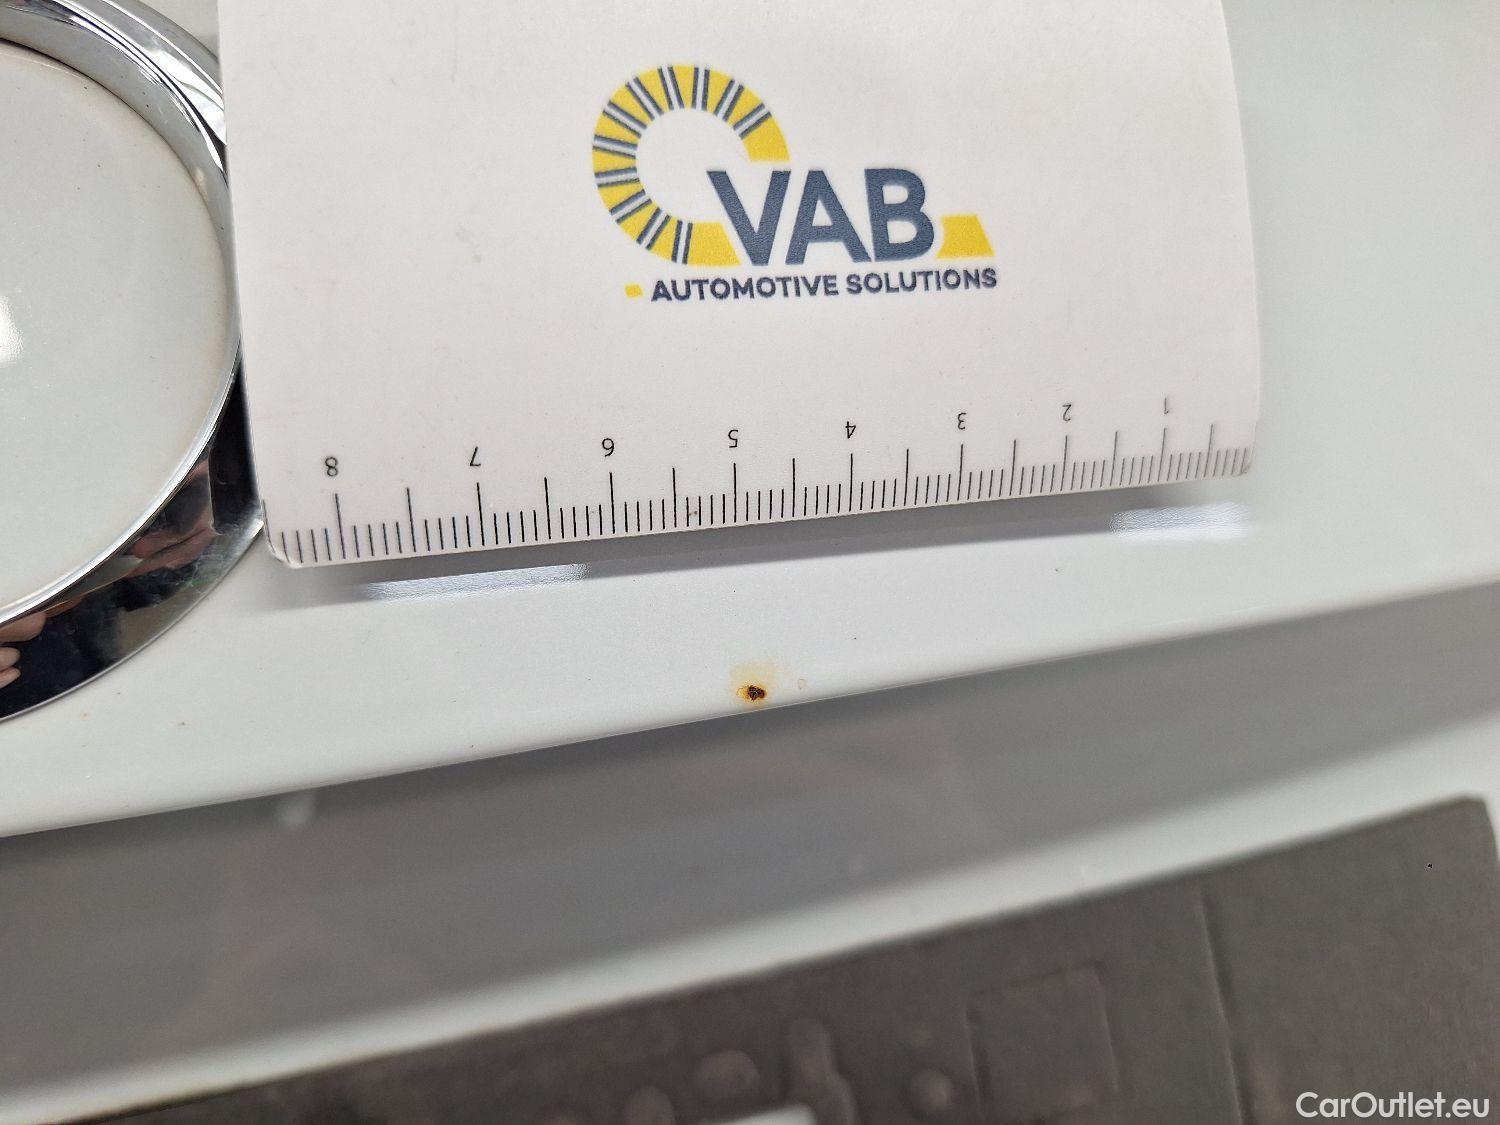 VAB
AUTOMOTIVE SOLUTIONS
8 7 6 5 4 3 2 1
CarOutlet.eu